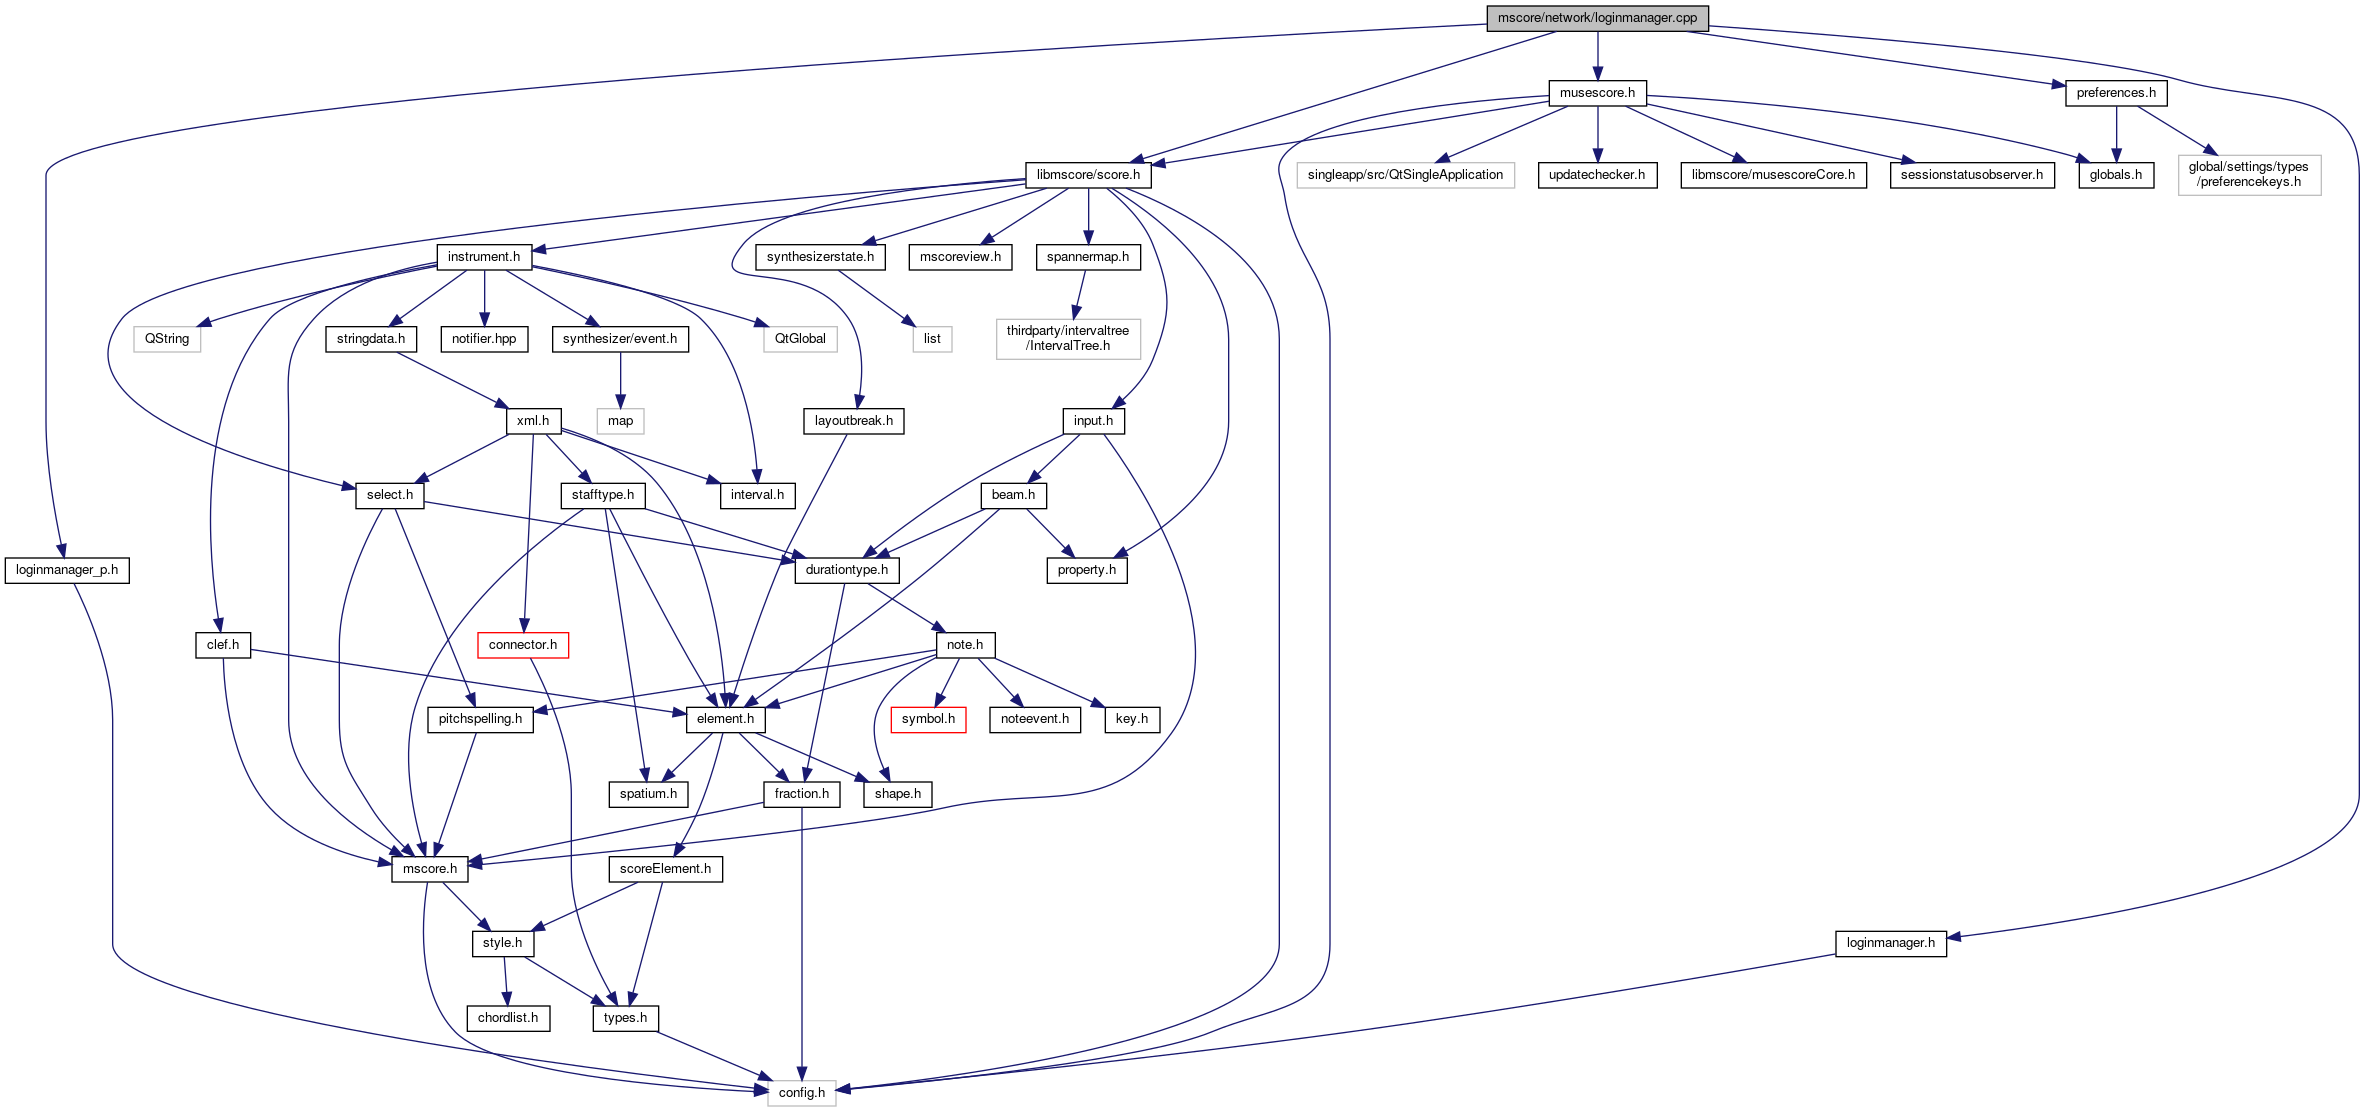 mscore/network/loginmanager.cpp
musescore.h
preferences.h
libmscore/score.h
singleapp/src/QtSingleApplication
updatechecker.h
libmscore/musescoreCore.h
sessionstatusobserver.h
globals.h
global/settings/types
/preferencekeys.h
instrument.h
synthesizerstate.h
mscoreview.h
spannermap.h
QString
stringdata.h
notifier.hpp
synthesizer/event.h
QtGlobal
list
thirdparty/intervaltree
/IntervalTree.h
xml.h
map
layoutbreak.h
input.h
select.h
stafftype.h
interval.h
beam.h
loginmanager_p.h
durationtype.h
property.h
clef.h
connector.h
note.h
pitchspelling.h
element.h
symbol.h
noteevent.h
key.h
spatium.h
fraction.h
shape.h
mscore.h
scoreElement.h
style.h
loginmanager.h
chordlist.h
types.h
config.h